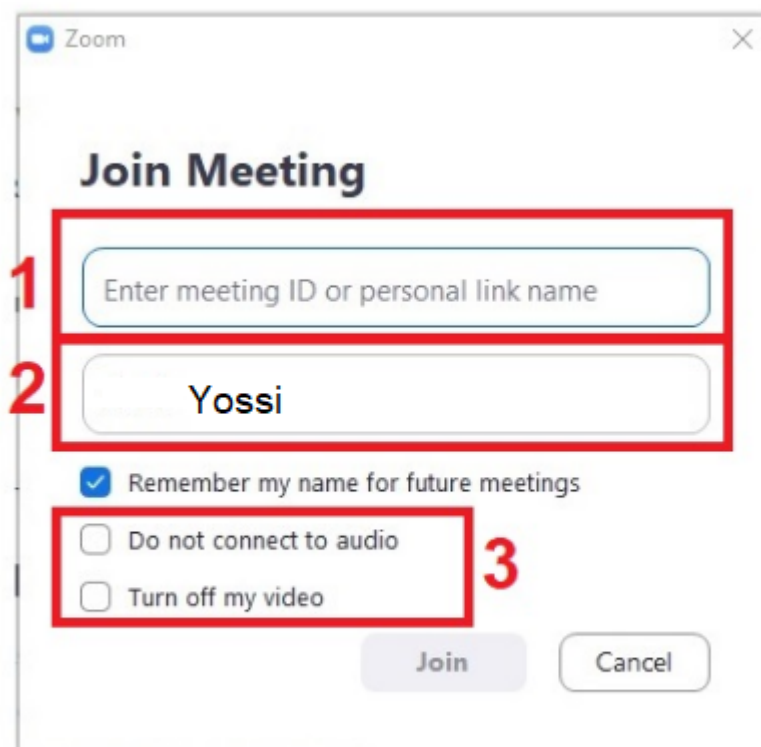 Zoom
Join Meeting
1
Enter meeting ID or personal link name
2
Yossi
Remember my name for future meetings
Do not connect to audio
3
Turn off my video
Join Cancel